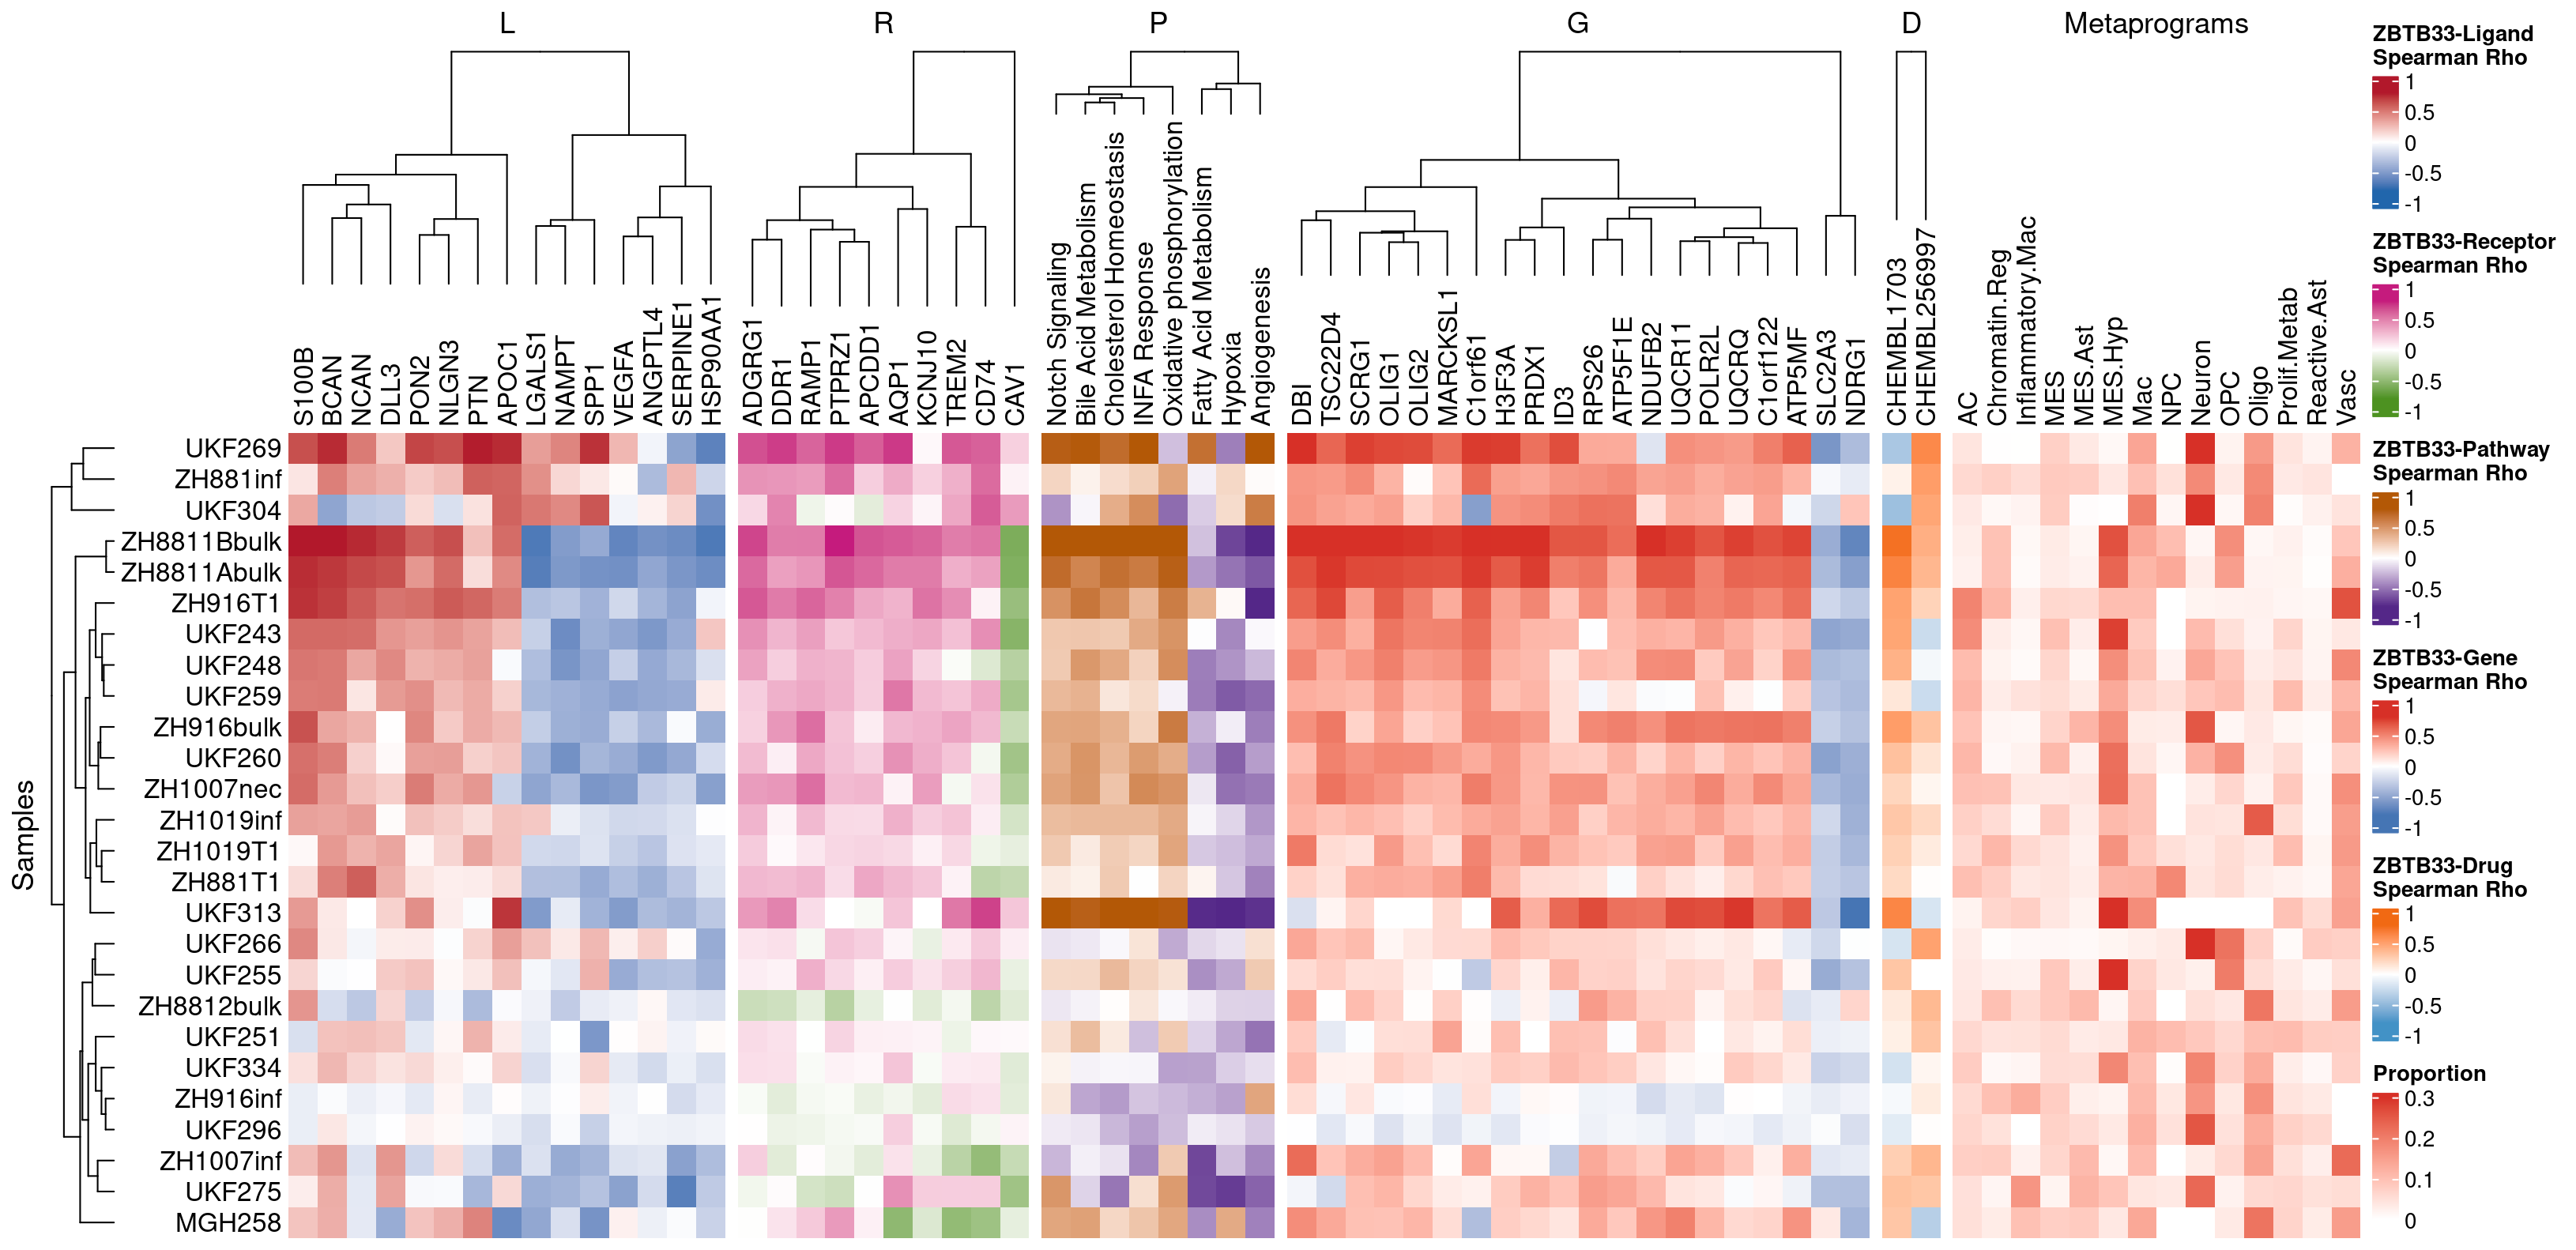 L
R
P
G
D
Metaprograms
S100B
BCAN
NCAN
DLL3
PON2
NLGN3
PTN
APOC1
LGALS1
NAMPT
SPP1
VEGFA
ANGPTL4
SERPINE1
HSP90AA1
ADGRG1
DDR1
RAMP1
PTPRZ1
APCDD1
AQP1
KCNJ10
TREM2
CD74
CAV1
Notch Signaling
Bile Acid Metabolism
Cholesterol Homeostasis
INFA Response
Oxidative phosphorylation
Fatty Acid Metabolism
Hypoxia
Angiogenesis
DBI
TSC22D4
SCRG1
OLIG1
OLIG2
MARCKSL1
C1orf61
H3F3A
PRDX1
ID3
RPS26
ATP5F1E
NDUFB2
UQCR11
POLR2L
UQCRQ
C1orf122
ATP5MF
SLC2A3
NDRG1
CHEMBL1703
CHEMBL256997
AC
Chromatin.Reg
Inflammatory.Mac
MES
MES.Ast
MES.Hyp
Mac
NPC
Neuron
OPC
Oligo
Prolif.Metab
Reactive.Ast
Vasc
Samples
UKF269
ZH881inf
UKF304
ZH8811Bbulk
ZH8811Abulk
ZH916T1
UKF243
UKF248
UKF259
ZH916bulk
UKF260
ZH1007nec
ZH1019inf
ZH1019T1
ZH881T1
UKF313
UKF266
UKF255
ZH8812bulk
UKF251
UKF334
ZH916inf
UKF296
ZH1007inf
UKF275
MGH258
ZBTB33-Ligand
Spearman Rho
1
0.5
0
-0.5
-1
ZBTB33-Receptor
Spearman Rho
1
0.5
0
-0.5
-1
ZBTB33-Pathway
Spearman Rho
1
0.5
0
-0.5
-1
ZBTB33-Gene
Spearman Rho
1
0.5
0
-0.5
-1
ZBTB33-Drug
Spearman Rho
1
0.5
0
-0.5
-1
Proportion
0.3
0.2
0.1
0